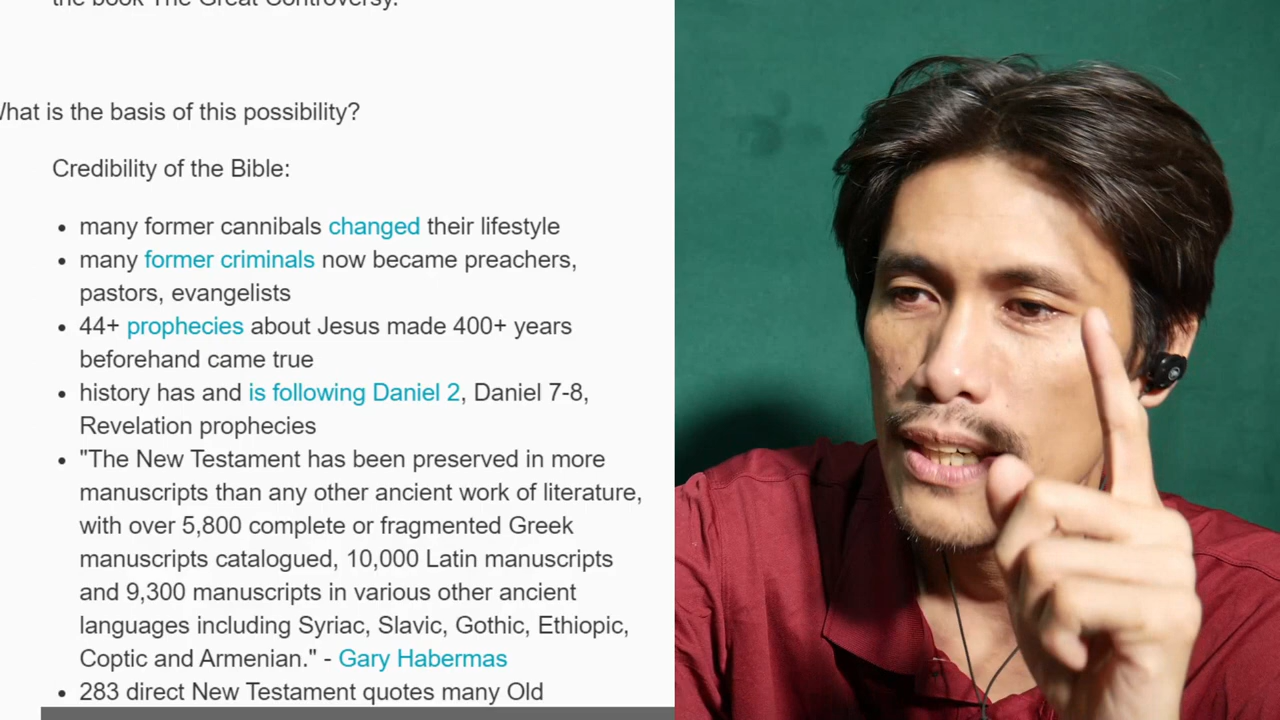 the book The Great Controversy.
What is the basis of this possibility?
Credibility of the Bible:
• many former cannibals changed their lifestyle
• many former criminals now became preachers,
pastors, evangelists
• 44+ prophecies about Jesus made 400+ years
beforehand came true
• history has and is following Daniel 2, Daniel 7-8,
Revelation prophecies
• "The New Testament has been preserved in more
manuscripts than any other ancient work of literature,
with over 5,800 complete or fragmented Greek
manuscripts catalogued, 10,000 Latin manuscripts
and 9,300 manuscripts in various other ancient
languages including Syriac, Slavic, Gothic, Ethiopic,
Coptic and Armenian." - Gary Habermas
• 283 direct New Testament quotes many Old